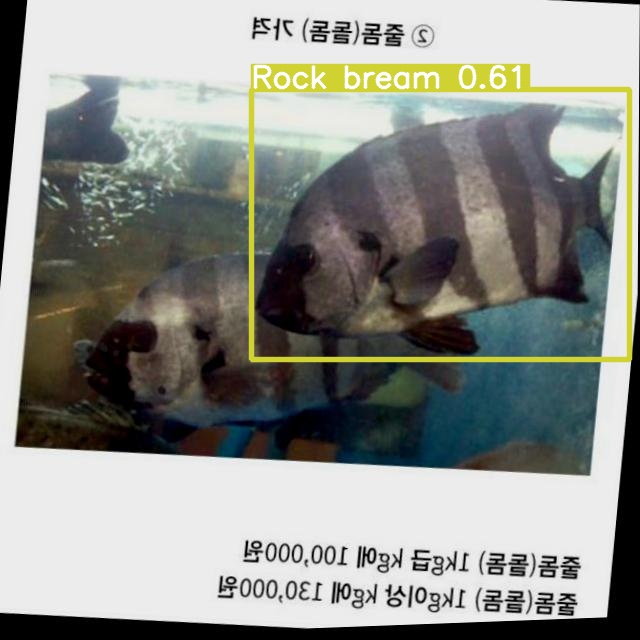 ② 줄돔(돌돔) 가격
Rock bream 0.61
줄돔(돌돔) 1kg급 kg에 100,000원
줄돔(돌돔) 1kg이상 kg에 130,000원